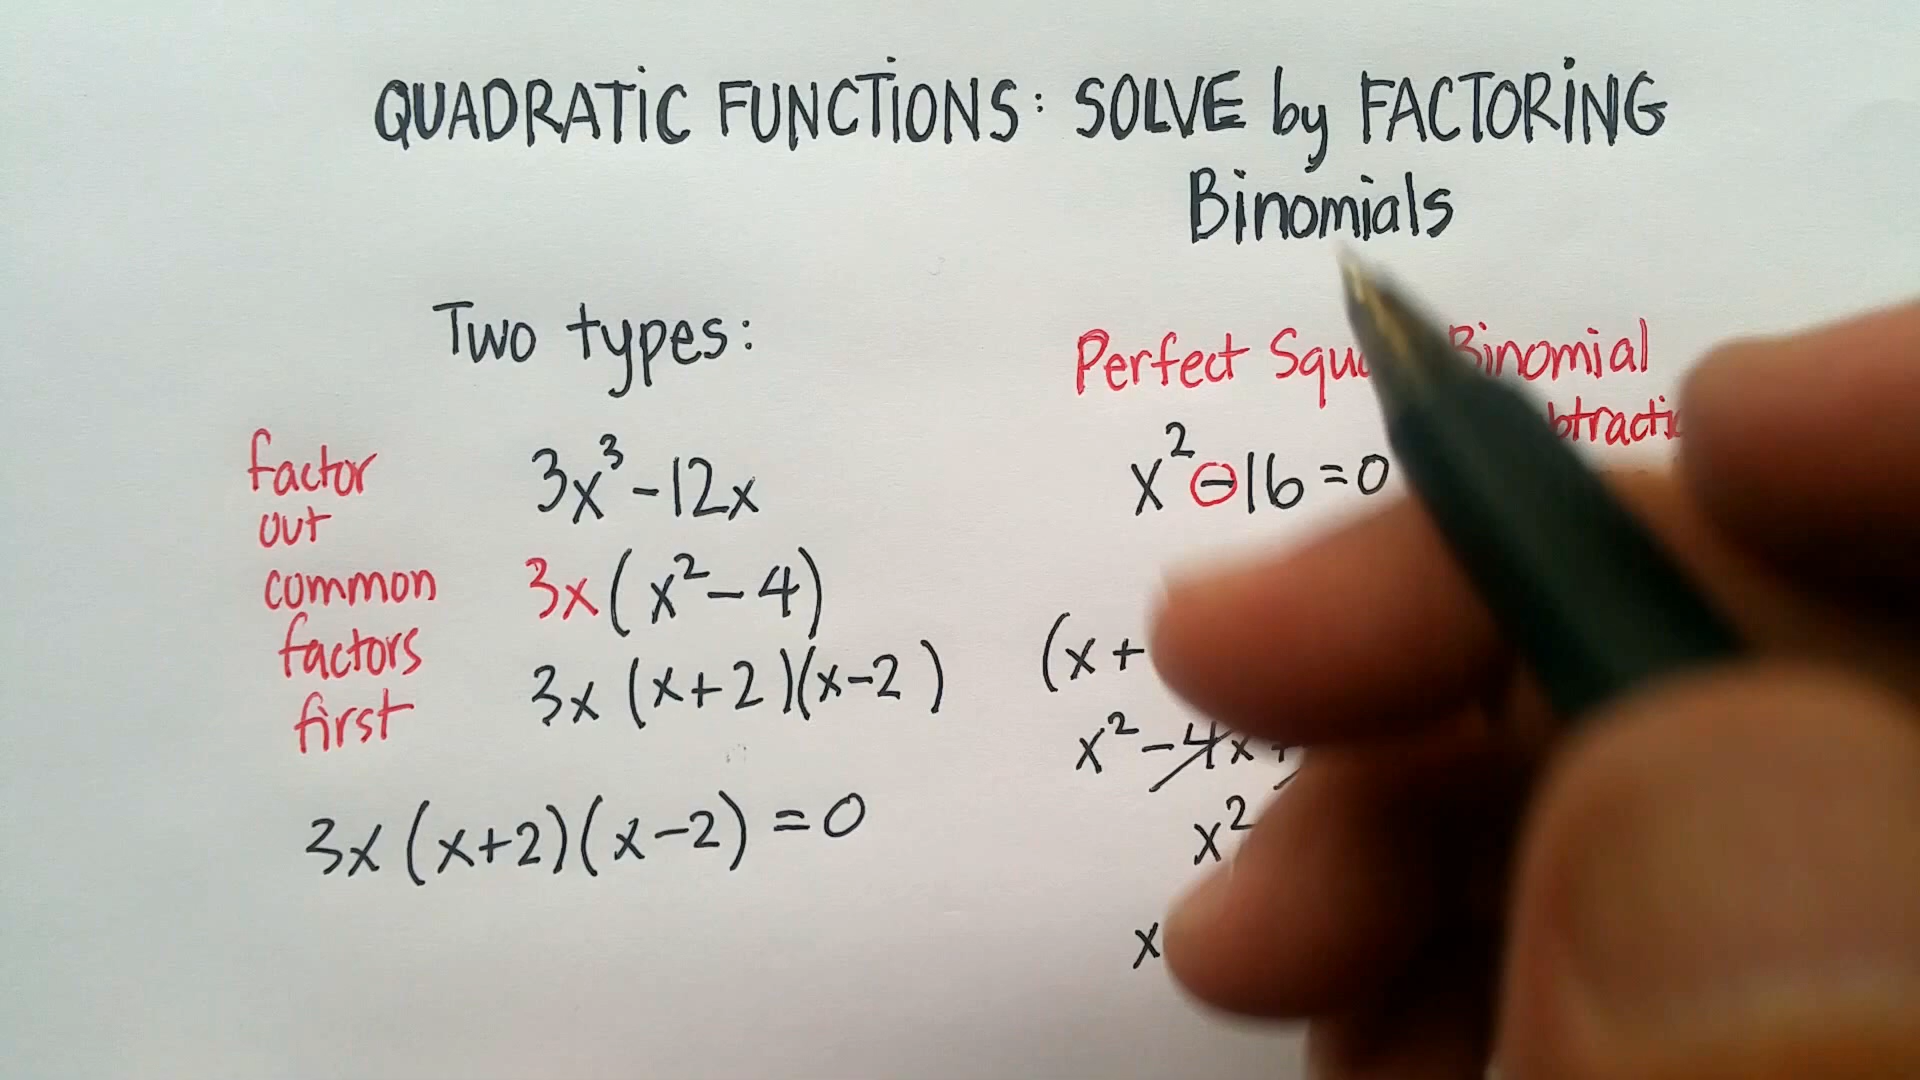 QUADRATIC FUNCTIONS: SOLVE by FACTORING
Binomials
Two types:
factor
out
common
factors
first
3x³-12x
3x(x²-4)
3x(x+2)(x-2)
3x(x+2)(x-2)=0
Perfect Binomial
x²-16=0
(x+
x²-4x+
x²
x